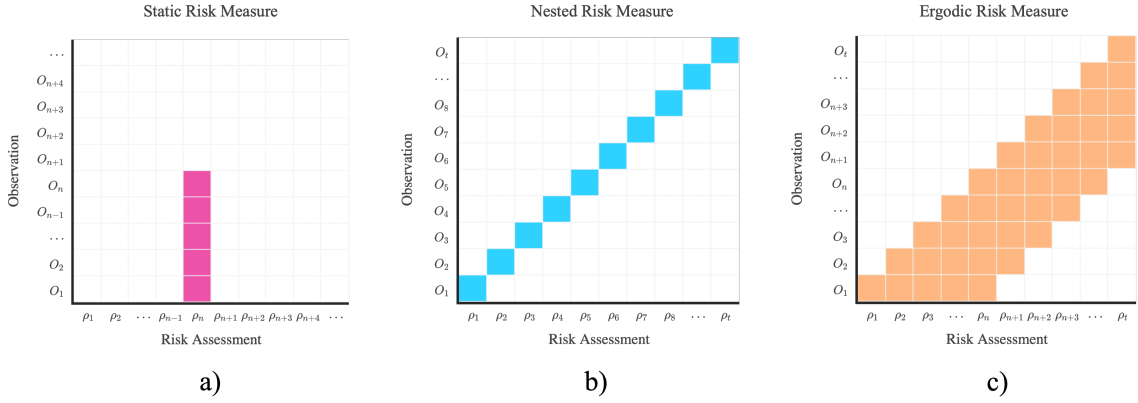 Static Risk Measure
Observation
⋯
O_{n+4}
O_{n+3}
O_{n+2}
O_{n+1}
O_n
O_{n−1}
⋯
O_2
O_1
ρ_1 ρ_2 ⋯ ρ_{n−1} ρ_n ρ_{n+1} ρ_{n+2} ρ_{n+3} ρ_{n+4} ⋯
Risk Assessment
a)
Nested Risk Measure
Observation
O_t
⋯
O_8
O_7
O_6
O_5
O_4
O_3
O_2
O_1
ρ_1 ρ_2 ρ_3 ρ_4 ρ_5 ρ_6 ρ_7 ρ_8 ⋯ ρ_t
Risk Assessment
b)
Ergodic Risk Measure
Observation
O_t
⋯
O_{n+3}
O_{n+2}
O_{n+1}
O_n
⋯
O_3
O_2
O_1
ρ_1 ρ_2 ρ_3 ⋯ ρ_n ρ_{n+1} ρ_{n+2} ρ_{n+3} ⋯ ρ_t
Risk Assessment
c)